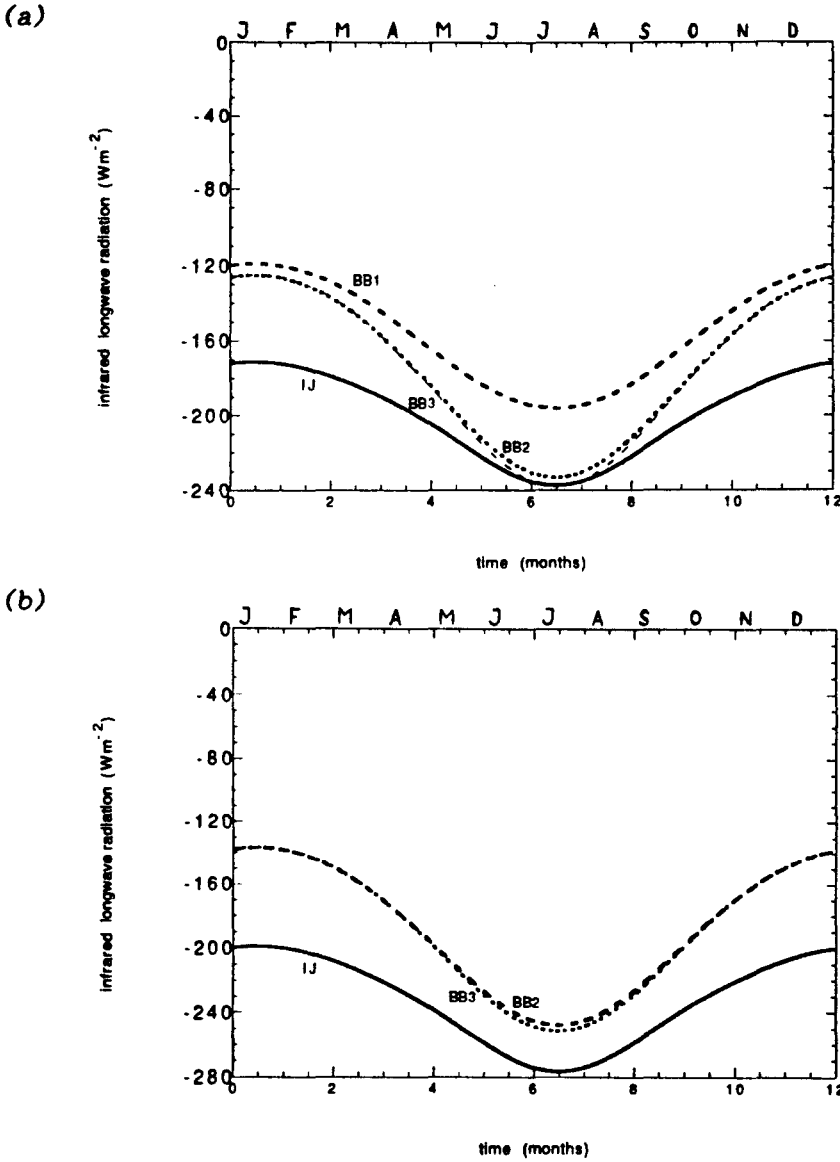 (a)
J F M A M J J A S O N D
0
-40
-80
-120
-160
-200
-240
infrared longwave radiation (Wm-2)
BB1
IJ
BB3
BB2
0 2 4 6 8 10 12
time (months)
(b)
J F M A M J J A S O N D
0
-40
-80
-120
-160
-200
-240
-280
infrared longwave radiation (Wm-2)
IJ
BB3
BB2
0 2 4 6 8 10 12
time (months)